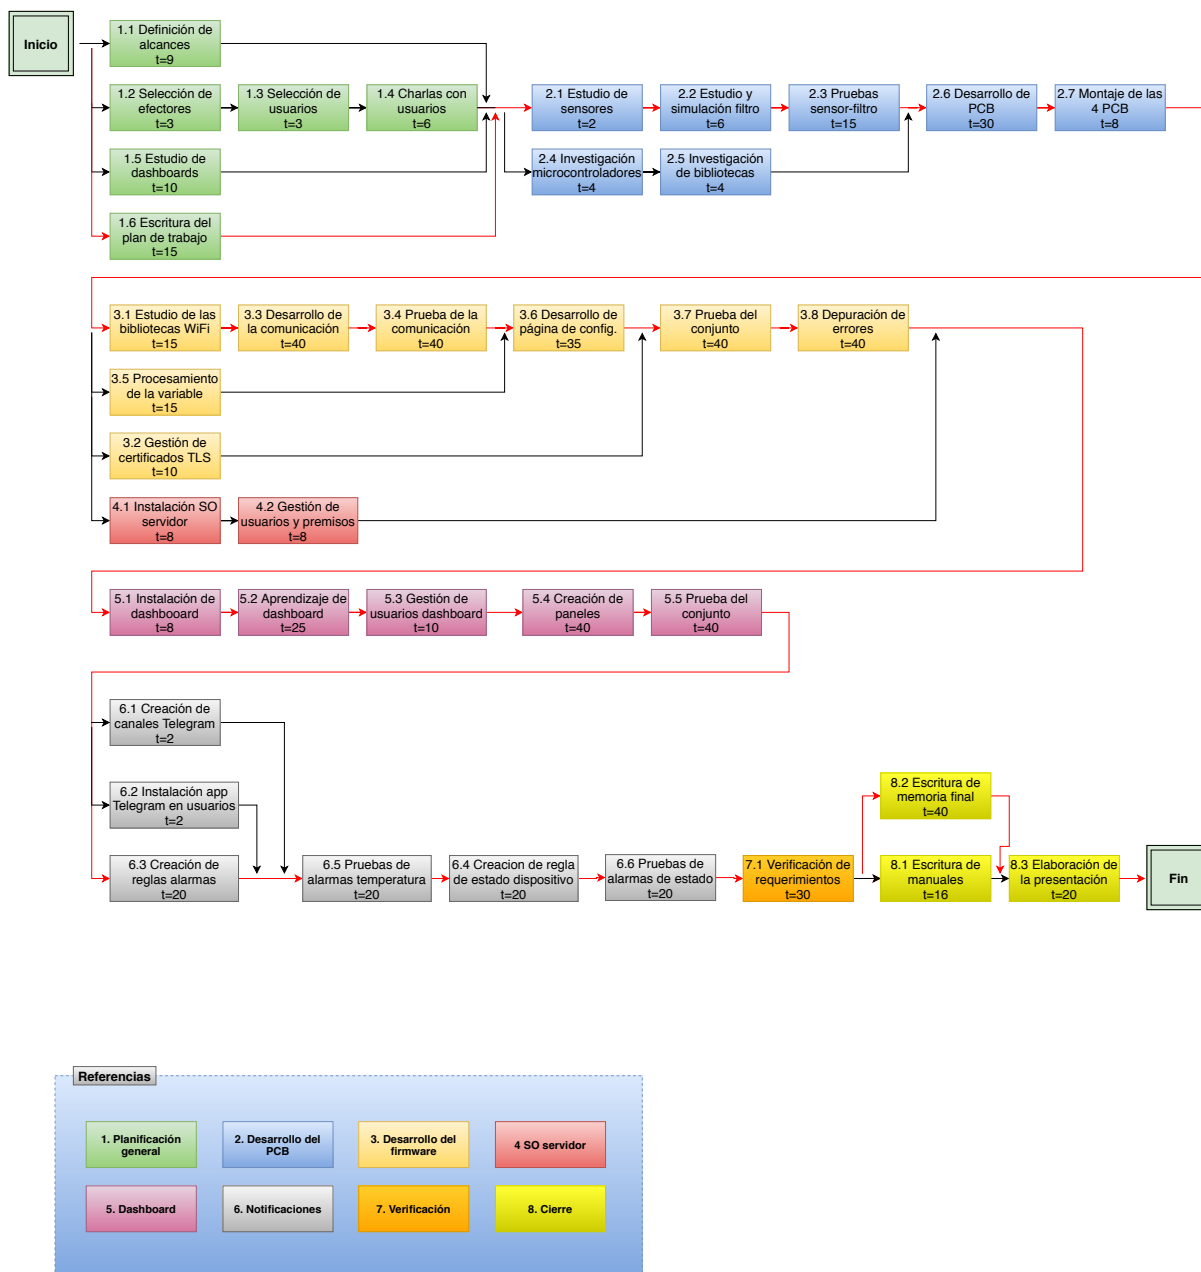 Inicio
1.1 Definición de
alcances
t=9
1.2 Selección de
efectores
t=3
1.3 Selección de
usuarios
t=3
1.4 Charlas con
usuarios
t=6
1.5 Estudio de
dashboards
t=10
1.6 Escritura del
plan de trabajo
t=15
2.1 Estudio de
sensores
t=2
2.2 Estudio y
simulación filtro
t=6
2.3 Pruebas
sensor-filtro
t=15
2.6 Desarrollo de
PCB
t=30
2.7 Montaje de las
4 PCB
t=8
2.4 Investigación
microcontroladores
t=4
2.5 Investigación
de bibliotecas
t=4
3.1 Estudio de las
bibliotecas WiFi
t=15
3.3 Desarrollo de
la comunicación
t=40
3.4 Prueba de la
comunicación
t=40
3.6 Desarrollo de
página de config.
t=35
3.7 Prueba del
conjunto
t=40
3.8 Depuración de
errores
t=40
3.5 Procesamiento
de la variable
t=15
3.2 Gestión de
certificados TLS
t=10
4.1 Instalación SO
servidor
t=8
4.2 Gestión de
usuarios y premisos
t=8
5.1 Instalación de
dashbooard
t=8
5.2 Aprendizaje de
dashboard
t=25
5.3 Gestión de
usuarios dashboard
t=10
5.4 Creación de
paneles
t=40
5.5 Prueba del
conjunto
t=40
6.1 Creación de
canales Telegram
t=2
6.2 Instalación app
Telegram en usuarios
t=2
6.3 Creación de
reglas alarmas
t=20
6.5 Pruebas de
alarmas temperatura
t=20
6.4 Creacion de regla
de estado dispositivo
t=20
6.6 Pruebas de
alarmas de estado
t=20
7.1 Verificación de
requerimientos
t=30
8.2 Escritura de
memoria final
t=40
8.1 Escritura de
manuales
t=16
8.3 Elaboración de
la presentación
t=20
Fin
Referencias
1. Planificación
general
2. Desarrollo del
PCB
3. Desarrollo del
firmware
4 SO servidor
5. Dashboard
6. Notificaciones
7. Verificación
8. Cierre